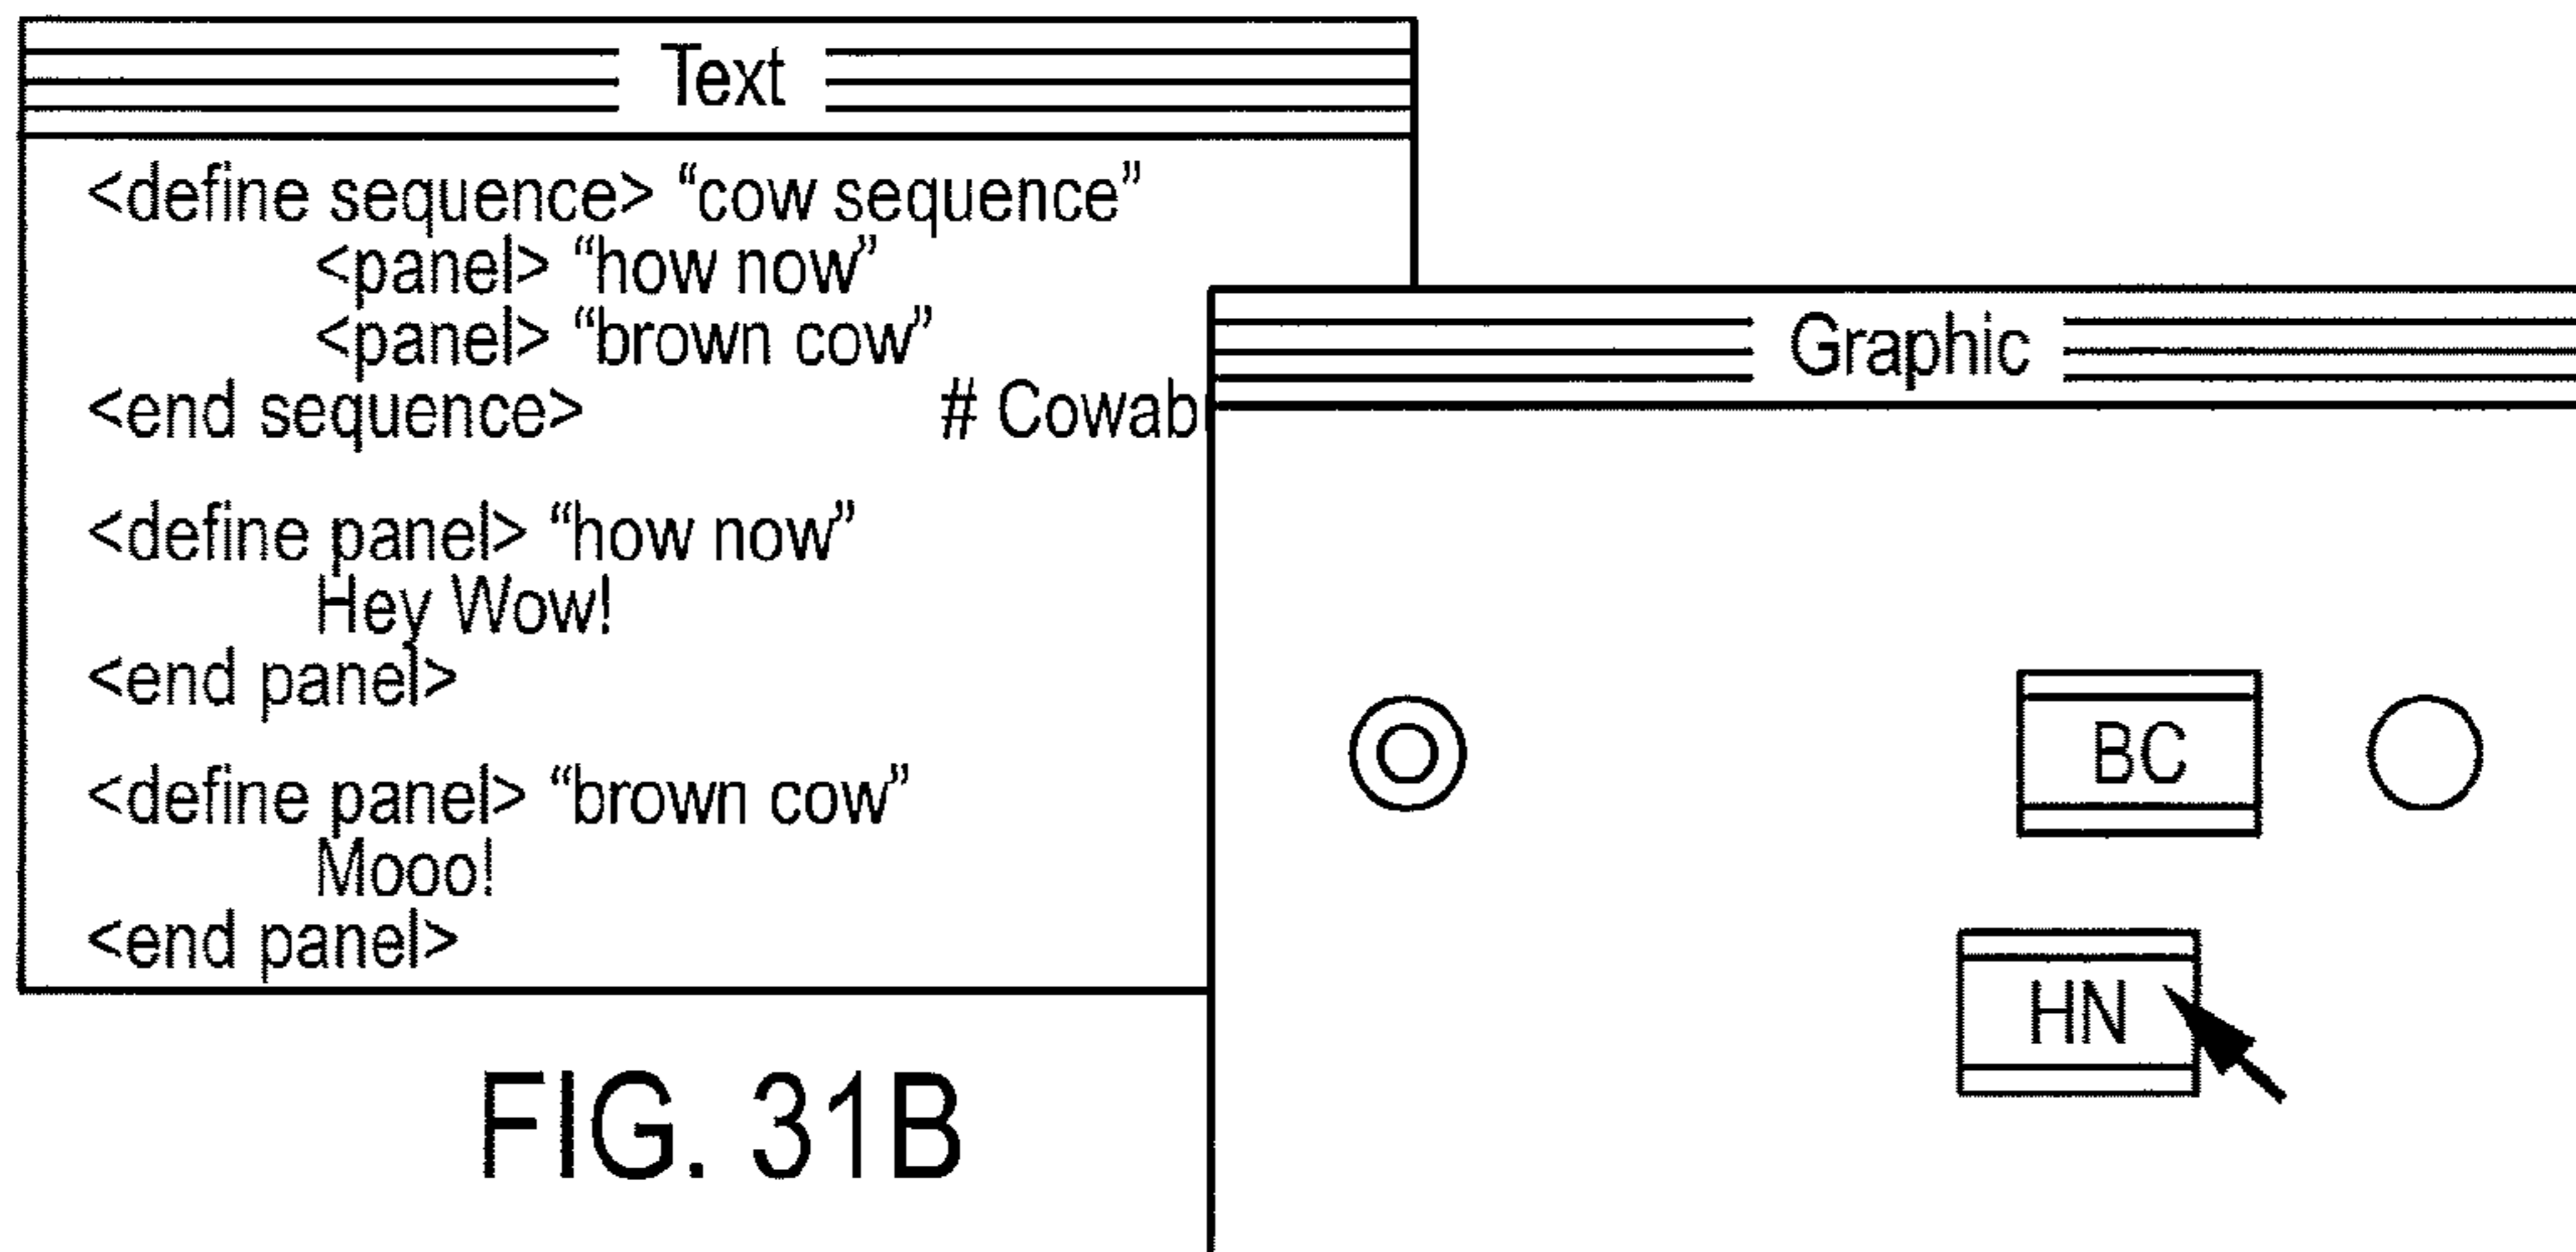 Text
<define sequence> “cow sequence”
<panel> “how now”
<panel> “brown cow”
<end sequence> # Cowab
<define panel> “how now”
Hey Wow!
<end panel>
<define panel> “brown cow”
Mooo!
<end panel>
Graphic
BC
HN
FIG. 31B